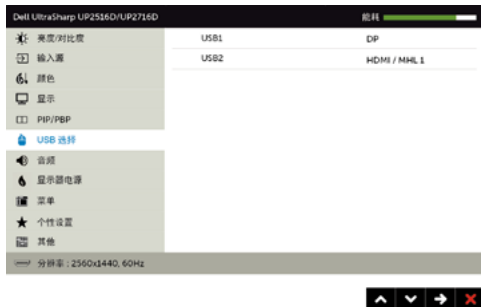 Dell UltraSharp UP2516D/UP2716D 能耗
亮度/对比度 USB1 DP
输入源 USB2 HDMI / MHL 1
颜色
显示
PIP/PBP
USB 选择
音频
显示器电源
菜单
个性设置
其他
分辨率 : 2560x1440, 60Hz